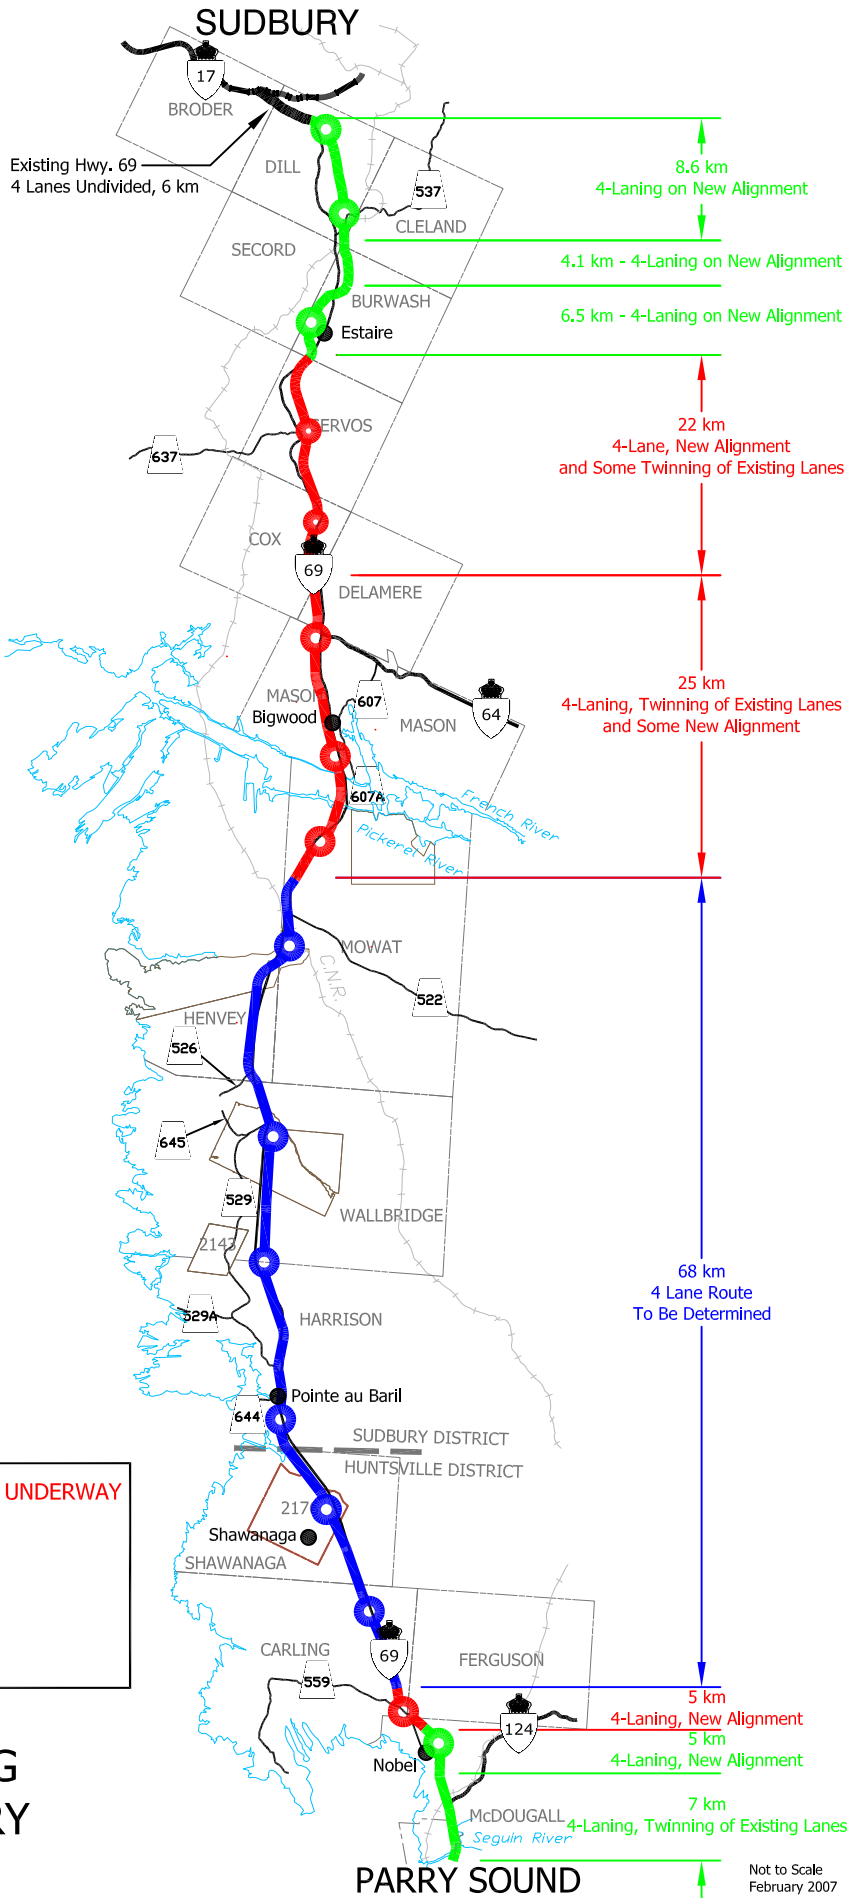 SUDBURY
17
BRODER
Existing Hwy. 69
4 Lanes Undivided, 6 km
DILL
537
CLELAND
8.6 km
4-Laning on New Alignment
SECOND
4.1 km - 4-Laning on New Alignment
BURWASH
6.5 km - 4-Laning on New Alignment
Estaire
SERVOS
637
22 km
4-Lane, New Alignment
and Some Twinning of Existing Lanes
COX
69
DELAMERE
MASON
607
Bigwood
MASON
64
25 km
4-Laning, Twinning of Existing Lanes
and Some New Alignment
607A
French River
Pickerel River
MOWAT
C.N.R.
522
HENVEY
526
645
529
WALLBRIDGE
2143
529A
HARRISON
68 km
4 Lane Route
To Be Determined
Pointe au Baril
644
SUDBURY DISTRICT
HUNTSVILLE DISTRICT
UNDERWAY
217
Shawanaga
SHAWANAGA
CARLING
69
FERGUSON
559
5 km
4-Laning, New Alignment
124
5 km
4-Laning, New Alignment
Nobel
G
RY
McDOUGALL
7 km
4-Laning, Twinning of Existing Lanes
Seguin River
PARRY SOUND
Not to Scale
February 2007